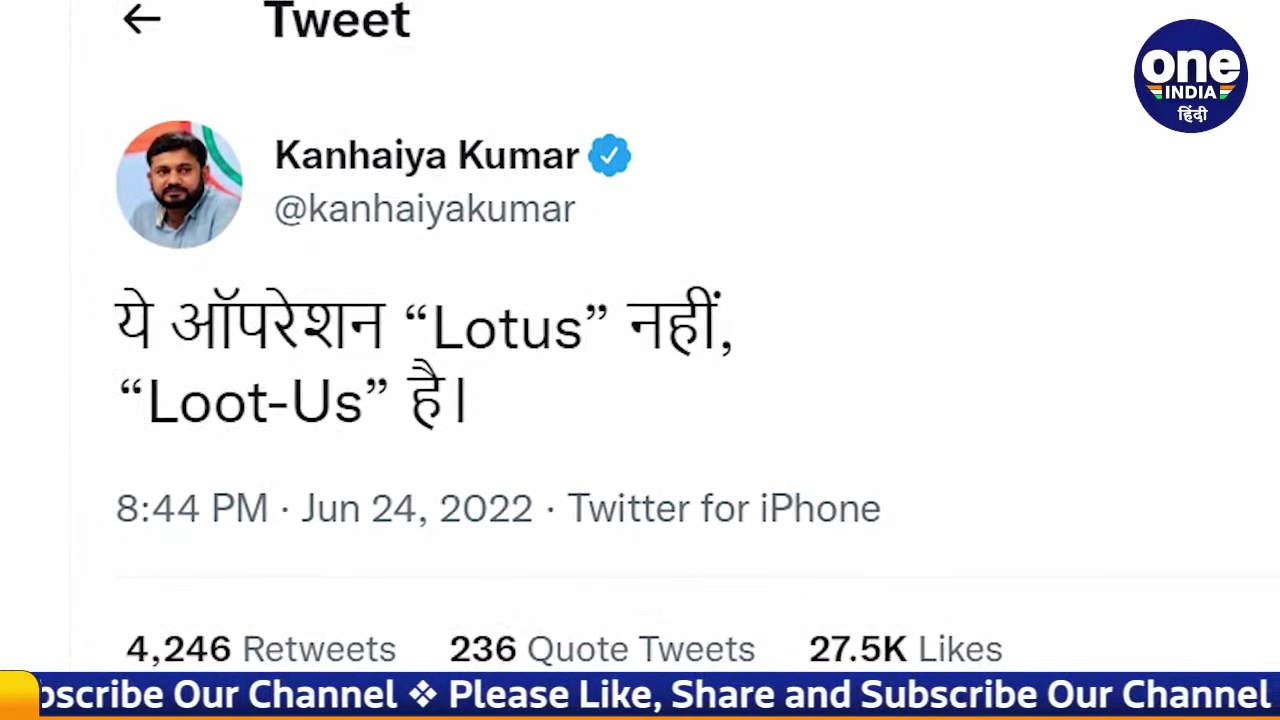 Tweet
one
INDIA
हिंदी
Kanhaiya Kumar
@kanhaiyakumar
ये ऑपरेशन “Lotus” नहीं,
“Loot-Us” है।
8:44 PM · Jun 24, 2022 · Twitter for iPhone
4,246 Retweets 236 Quote Tweets 27.5K Likes
bscribe Our Channel ❖ Please Like, Share and Subscribe Our Channel